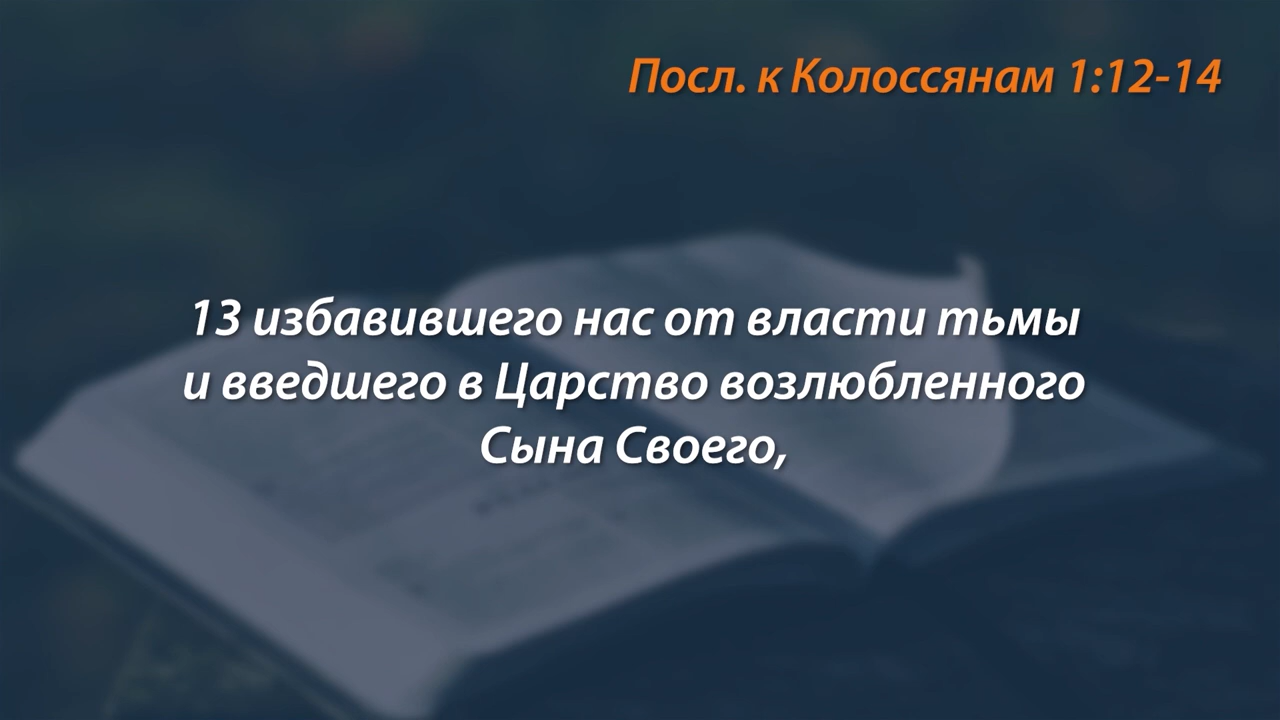 Посл. к Колоссянам 1:12-14
13 избавившего нас от власти тьмы
и введшего в Царство возлюбленного
Сына Своего,